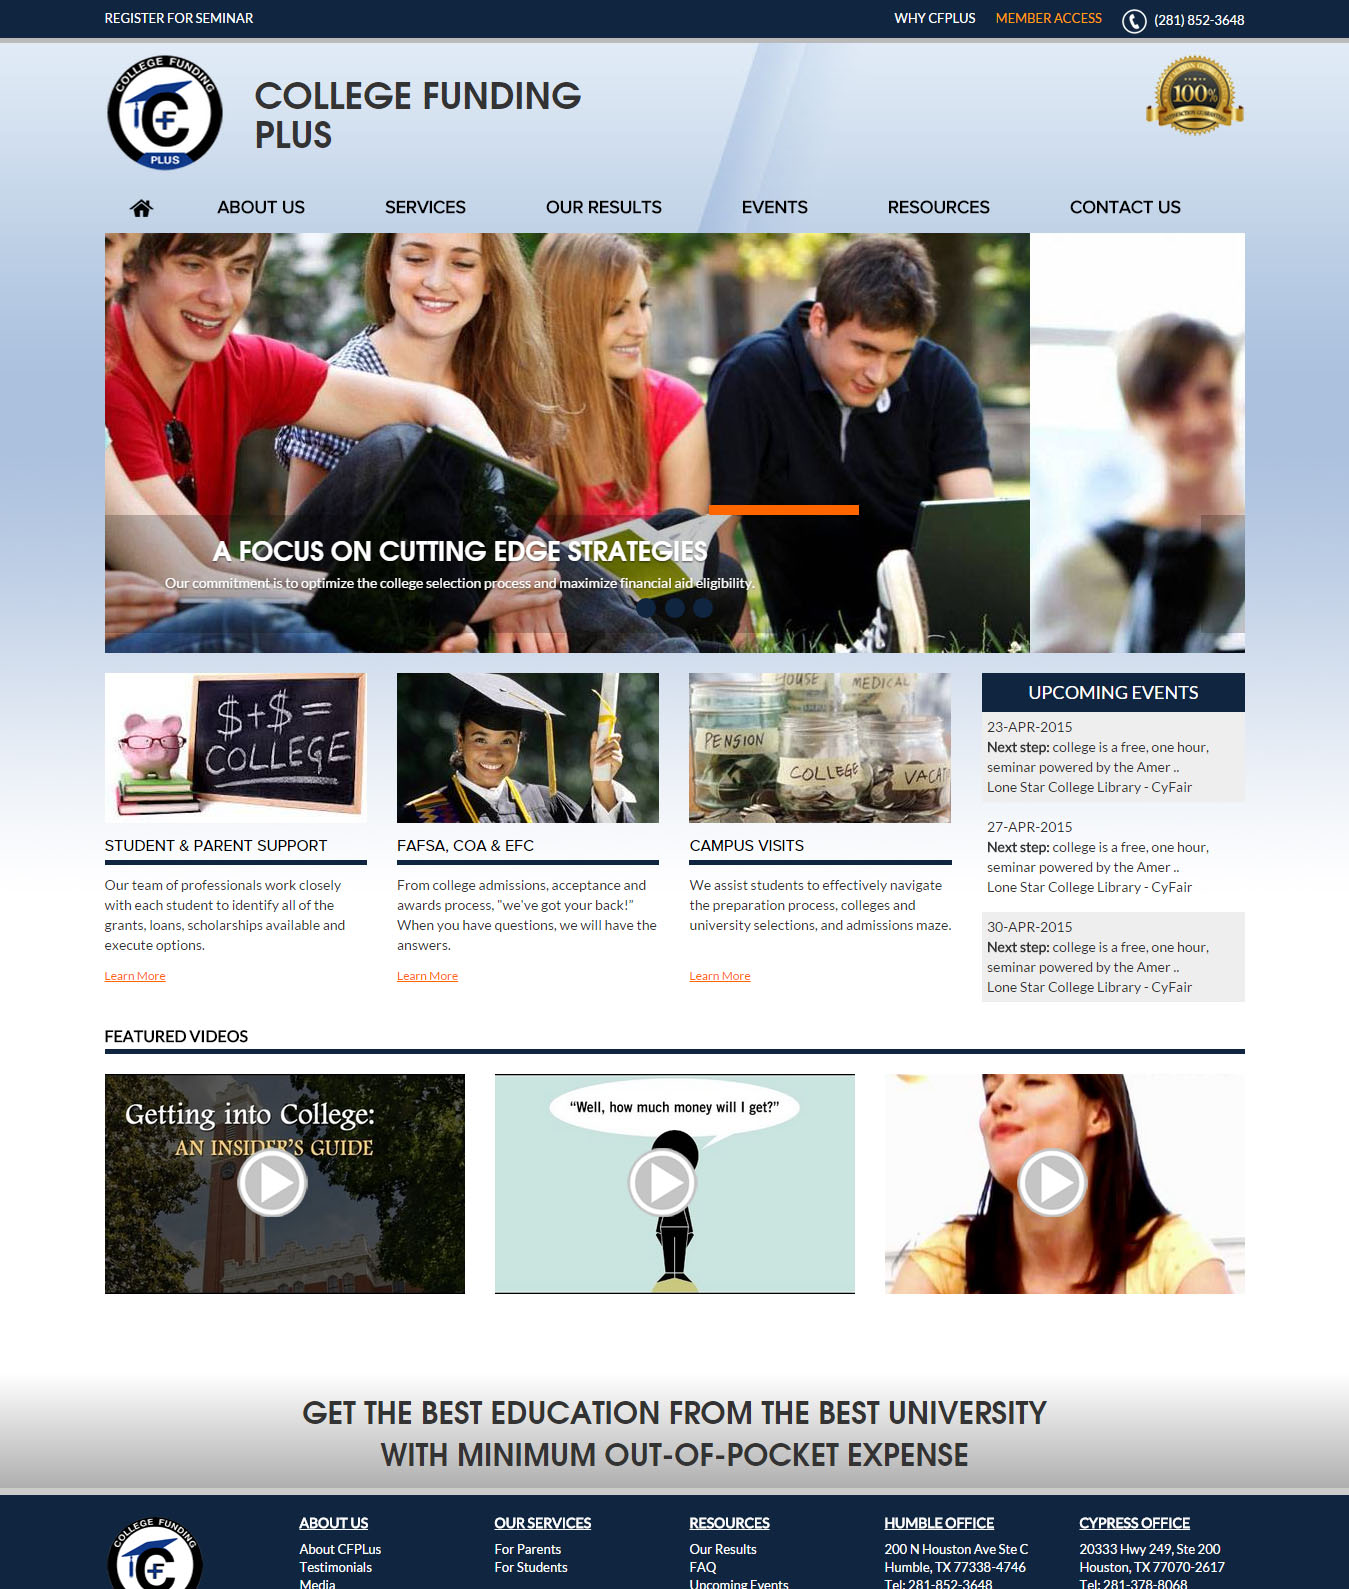 REGISTER FOR SEMINAR
WHY CFPLUS
MEMBER ACCESS
(281) 852-3648
COLLEGE FUNDING
CF
PLUS
COLLEGE FUNDING
PLUS
100%
SATISFACTION GUARANTEED
ABOUT US
SERVICES
OUR RESULTS
EVENTS
RESOURCES
CONTACT US
A FOCUS ON CUTTING EDGE STRATEGIES
Our commitment is to optimize the college selection process and maximize financial aid eligibility.
$+$=
COLLEGE
HOUSE
MEDICAL
PENSION
COLLEGE
VACATI
UPCOMING EVENTS
23-APR-2015
Next step: college is a free, one hour,
seminar powered by the Amer ..
Lone Star College Library - CyFair
27-APR-2015
Next step: college is a free, one hour,
seminar powered by the Amer ..
Lone Star College Library - CyFair
30-APR-2015
Next step: college is a free, one hour,
seminar powered by the Amer ..
Lone Star College Library - CyFair
STUDENT & PARENT SUPPORT
Our team of professionals work closely
with each student to identify all of the
grants, loans, scholarships available and
execute options.
Learn More
FAFSA, COA & EFC
From college admissions, acceptance and
awards process, "we've got your back!"
When you have questions, we will have the
answers.
Learn More
CAMPUS VISITS
We assist students to effectively navigate
the preparation process, colleges and
university selections, and admissions maze.
Learn More
FEATURED VIDEOS
Getting into College:
AN INSIDER'S GUIDE
“Well, how much money will I get?”
GET THE BEST EDUCATION FROM THE BEST UNIVERSITY
WITH MINIMUM OUT-OF-POCKET EXPENSE
COLLEGE FUNDING
CF
ABOUT US
About CFPLus
Testimonials
Media
OUR SERVICES
For Parents
For Students
RESOURCES
Our Results
FAQ
Upcoming Events
HUMBLE OFFICE
200 N Houston Ave Ste C
Humble, TX 77338-4746
Tel: 281-852-3648
CYPRESS OFFICE
20333 Hwy 249, Ste 200
Houston, TX 77070-2617
Tel: 281-378-8068